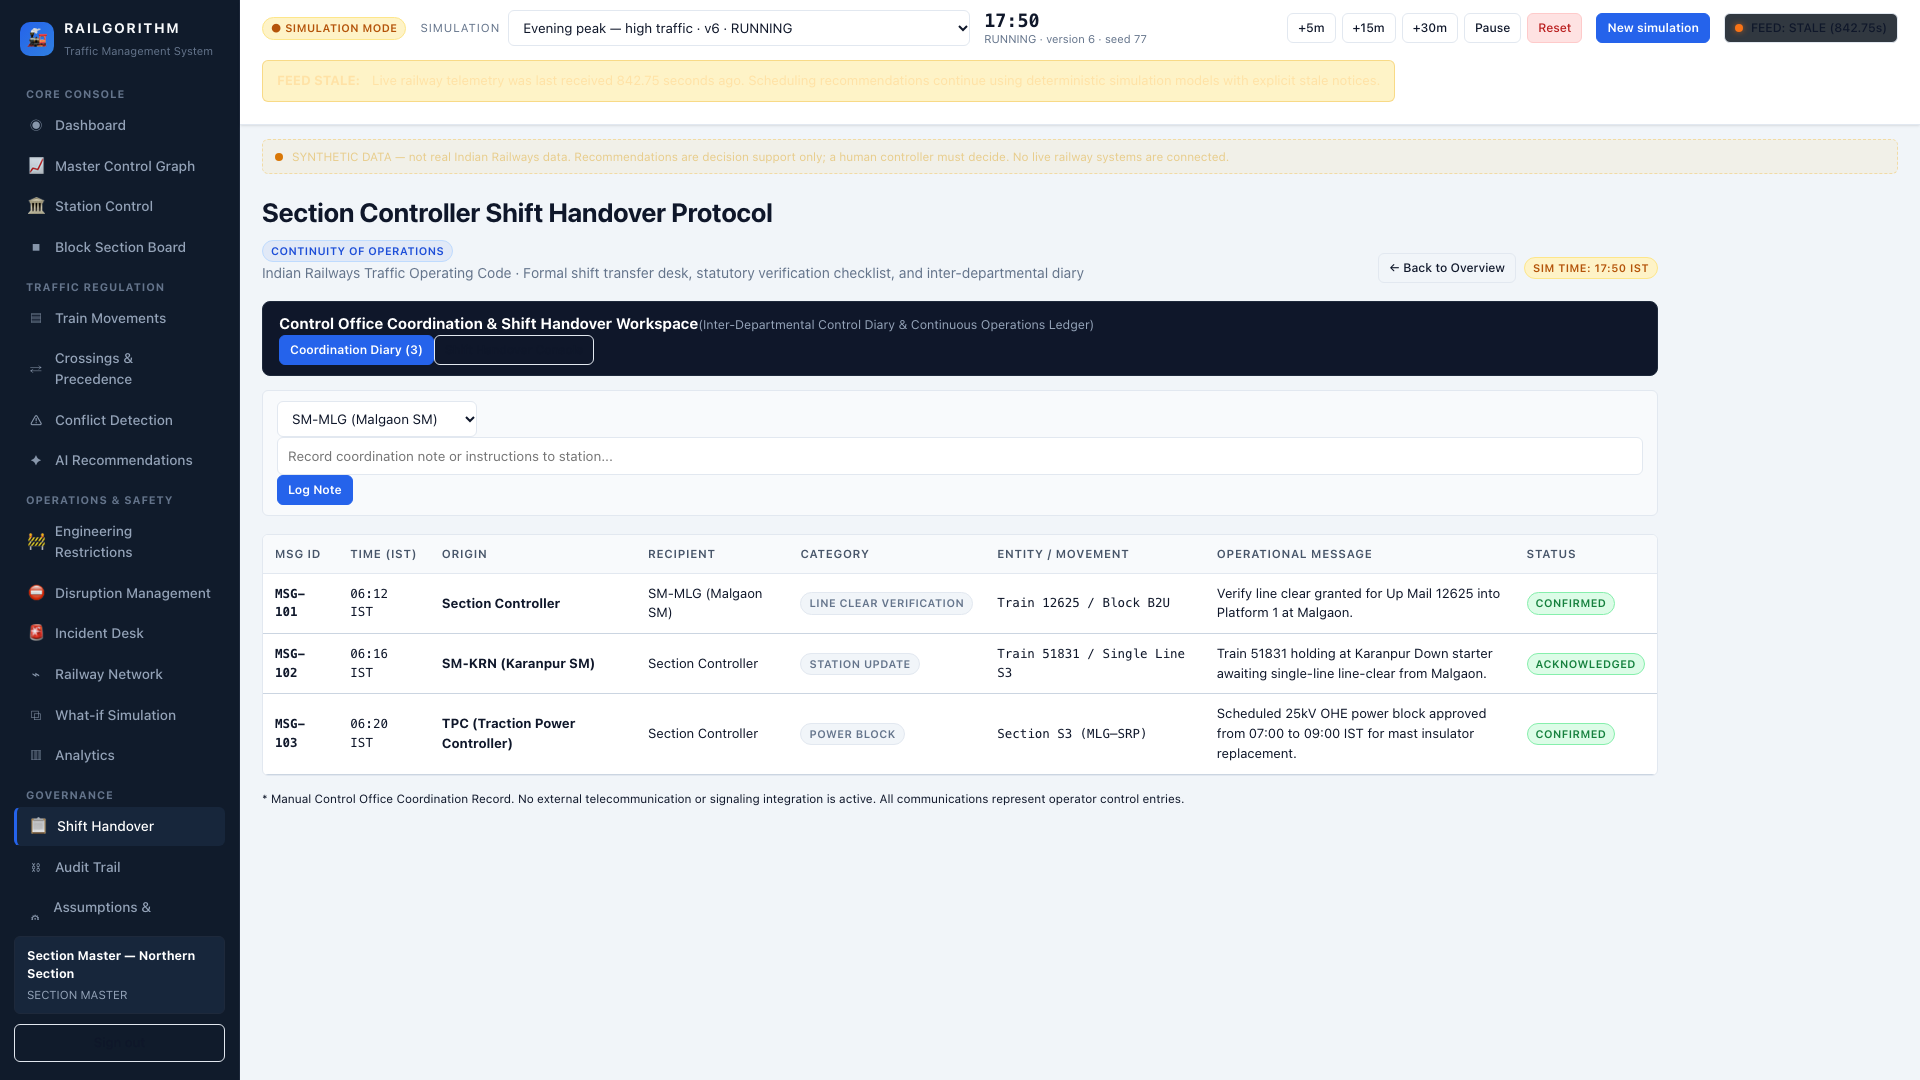 RAILGORITHM
Traffic Management System
CORE CONSOLE
Dashboard
Master Control Graph
Station Control
Block Section Board
TRAFFIC REGULATION
Train Movements
Crossings &
Precedence
Conflict Detection
AI Recommendations
OPERATIONS & SAFETY
Engineering
Restrictions
Disruption Management
Incident Desk
Railway Network
What-if Simulation
Analytics
GOVERNANCE
Shift Handover
Audit Trail
Assumptions &
Section Master — Northern
Section
SECTION MASTER
SIMULATION MODE
SIMULATION
Evening peak — high traffic · v6 · RUNNING
17:50
RUNNING · version 6 · seed 77
+5m
+15m
+30m
Pause
Reset
New simulation
FEED: STALE (842.75s)
FEED STALE: Live railway telemetry was last received 842.75 seconds ago. Scheduling recommendations continue using deterministic simulation models with explicit stale notices.
SYNTHETIC DATA — not real Indian Railways data. Recommendations are decision support only; a human controller must decide. No live railway systems are connected.
Section Controller Shift Handover Protocol
CONTINUITY OF OPERATIONS
Indian Railways Traffic Operating Code · Formal shift transfer desk, statutory verification checklist, and inter-departmental diary
← Back to Overview
SIM TIME: 17:50 IST
Control Office Coordination & Shift Handover Workspace(Inter-Departmental Control Diary & Continuous Operations Ledger)
Coordination Diary (3)
SM-MLG (Malgaon SM)
Record coordination note or instructions to station...
Log Note
MSG ID TIME (IST) ORIGIN RECIPIENT CATEGORY ENTITY / MOVEMENT OPERATIONAL MESSAGE STATUS
MSG-101 06:12 IST Section Controller SM-MLG (Malgaon SM) LINE CLEAR VERIFICATION Train 12625 / Block B2U Verify line clear granted for Up Mail 12625 into Platform 1 at Malgaon. CONFIRMED
MSG-102 06:16 IST SM-KRN (Karanpur SM) Section Controller STATION UPDATE Train 51831 / Single Line S3 Train 51831 holding at Karanpur Down starter awaiting single-line line-clear from Malgaon. ACKNOWLEDGED
MSG-103 06:20 IST TPC (Traction Power Controller) Section Controller POWER BLOCK Section S3 (MLG–SRP) Scheduled 25kV OHE power block approved from 07:00 to 09:00 IST for mast insulator replacement. CONFIRMED
* Manual Control Office Coordination Record. No external telecommunication or signaling integration is active. All communications represent operator control entries.